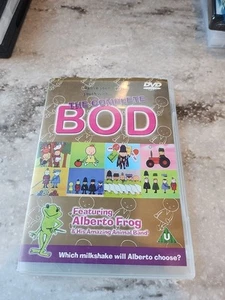 DVD
THE COMPLETE
BOD
Featuring
Alberto Frog
& His Amazing Animal Band
U
Which milkshake will Alberto choose?